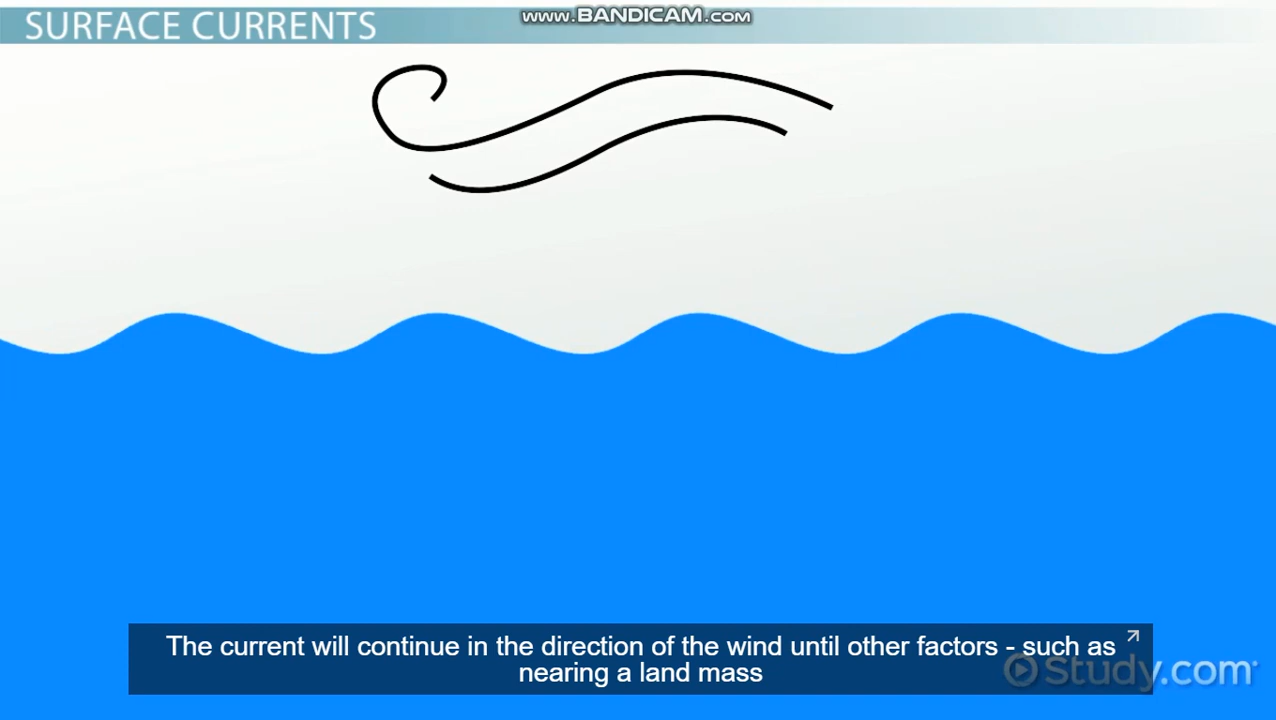 SURFACE CURRENTS
www.BANDICAM.com
The current will continue in the direction of the wind until other factors - such as
nearing a land mass
Study.com